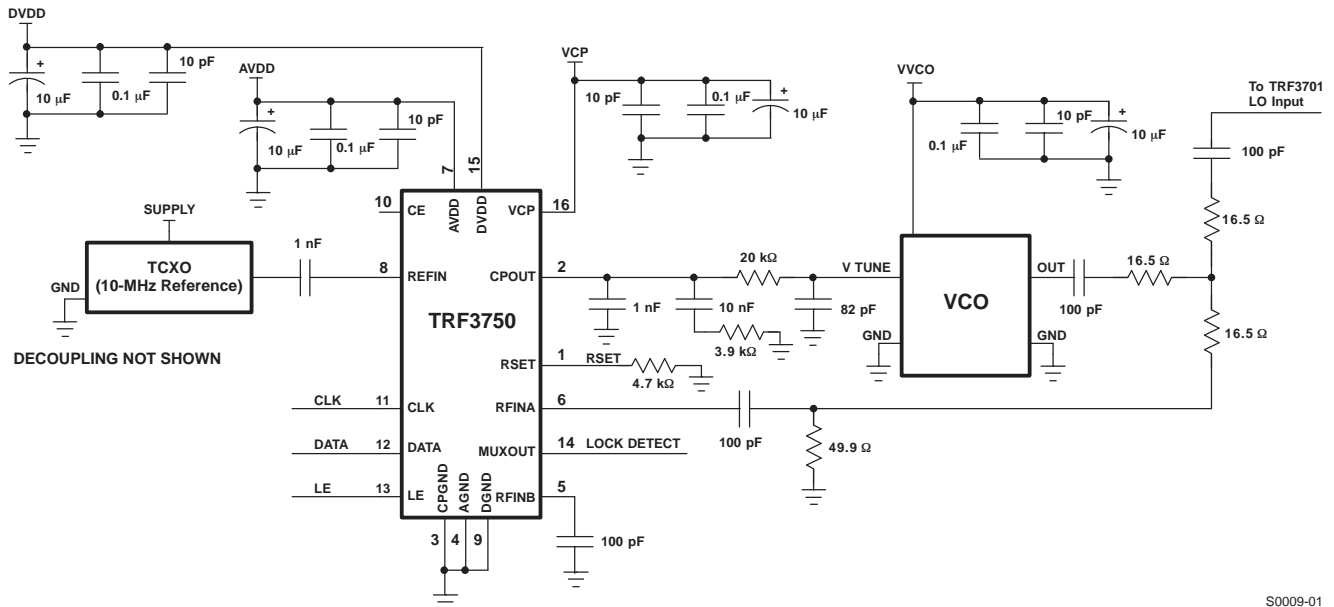 DVDD
+
10 µF
0.1 µF
10 pF
AVDD
+
10 µF
0.1 µF
10 pF
7
15
VCP
10 pF
0.1 µF
+
10 µF
VVCO
0.1 µF
10 pF
+
10 µF
To TRF3701
LO Input
100 pF
16.5 Ω
SUPPLY
TCXO
(10-MHz Reference)
GND
1 nF
DECOUPLING NOT SHOWN
10
CE
AVDD
DVDD
VCP
16
8
REFIN
CPOUT
2
TRF3750
1 nF
10 nF
3.9 kΩ
20 kΩ
82 pF
V TUNE
VCO
OUT
GND
GND
100 pF
16.5 Ω
16.5 Ω
RSET
1
RSET
4.7 kΩ
CLK
11
CLK
RFINA
6
100 pF
49.9 Ω
DATA
12
DATA
MUXOUT
14
LOCK DETECT
LE
13
LE
CPGND
AGND
DGND
RFINB
5
100 pF
3
4
9
S0009-01